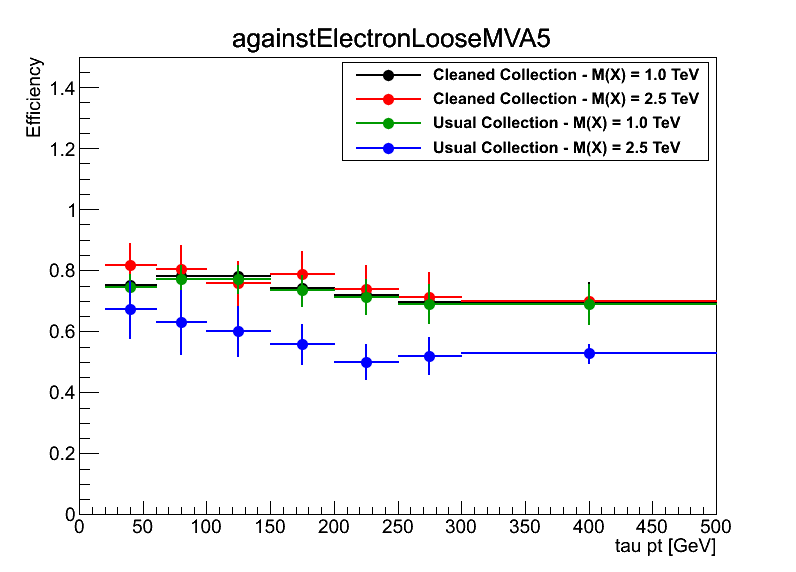 againstElectronLooseMVA5
Efficiency
Cleaned Collection - M(X) = 1.0 TeV
Cleaned Collection - M(X) = 2.5 TeV
Usual Collection - M(X) = 1.0 TeV
Usual Collection - M(X) = 2.5 TeV
1.4
1.2
1
0.8
0.6
0.4
0.2
0
0 50 100 150 200 250 300 350 400 450 500
tau pt [GeV]